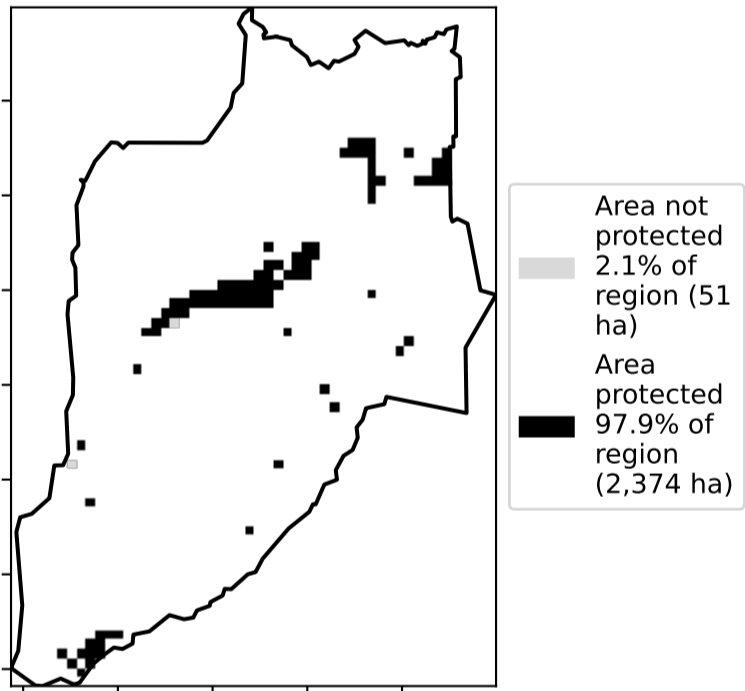 Area not
protected
2.1% of
region (51
ha)
Area
protected
97.9% of
region
(2,374 ha)